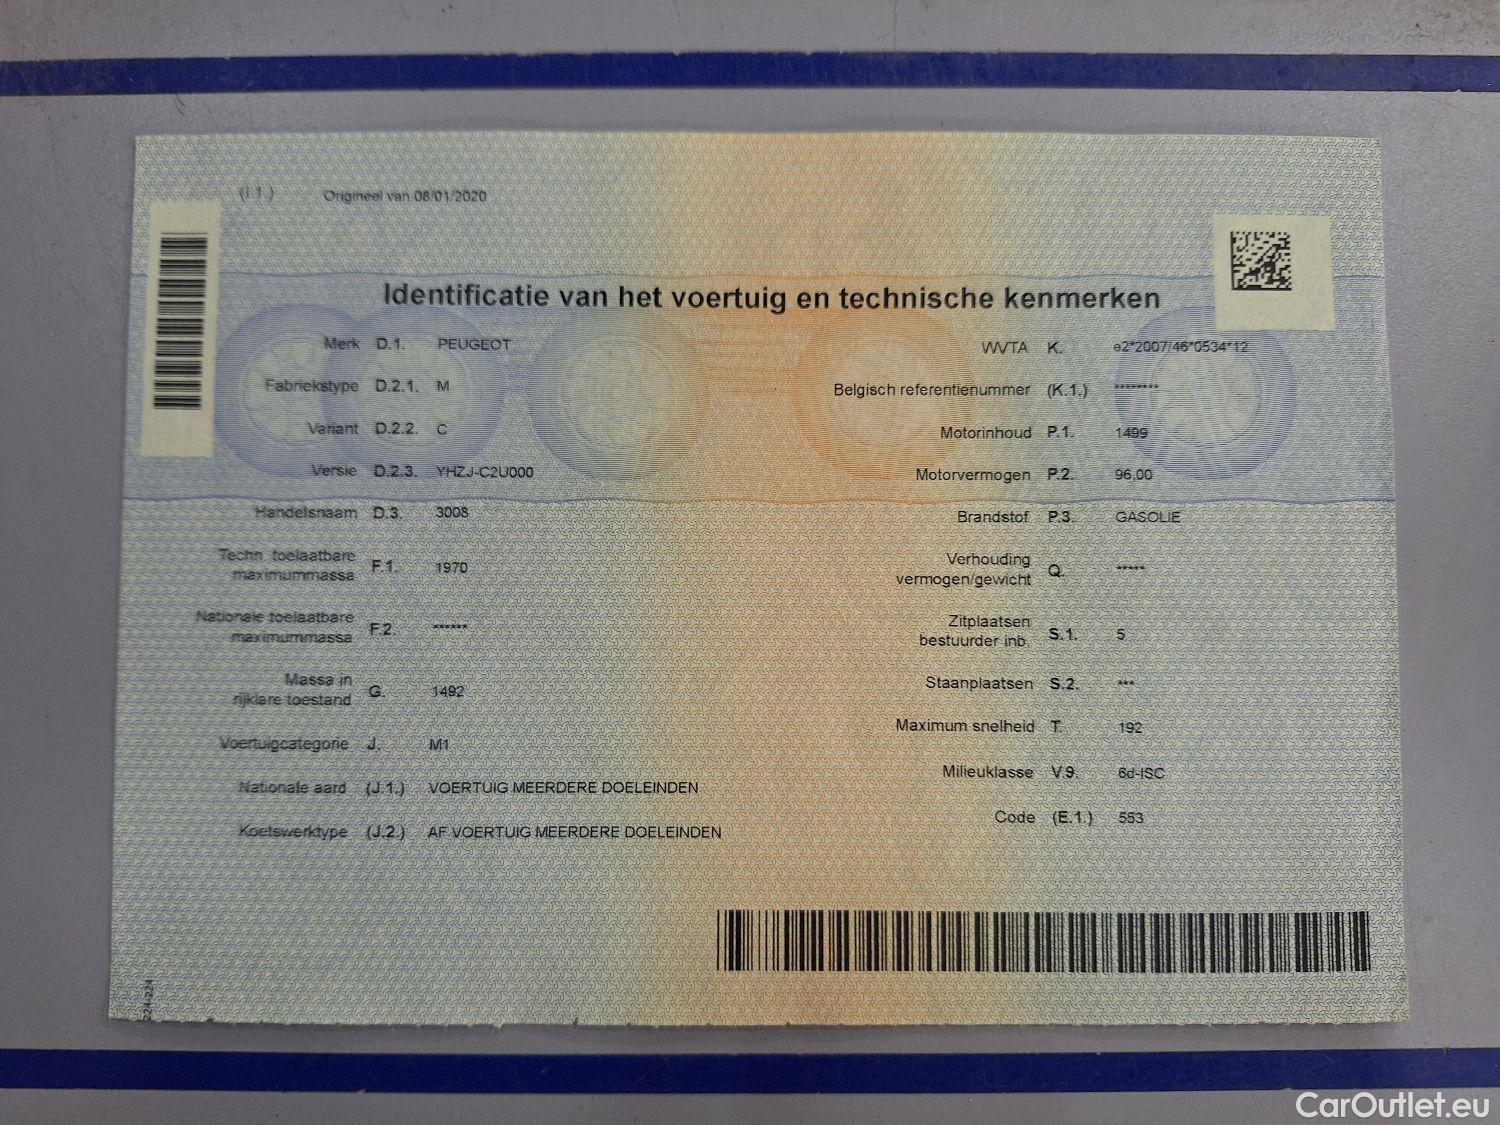 (I.1.) Origineel van 08/01/2020
Identificatie van het voertuig en technische kenmerken
Merk D.1. PEUGEOT
Fabriekstype D.2.1. M
Variant D.2.2. C
Versie D.2.3. YHZJ-C2U000
Handelsnaam D.3. 3008
Techn. toelaatbare
maximummassa F.1. 1970
Nationale toelaatbare
maximummassa F.2. ******
Massa in
rijklare toestand G. 1492
Voertuigcategorie J. M1
Nationale aard (J.1.) VOERTUIG MEERDERE DOELEINDEN
Koetswerktype (J.2.) AF VOERTUIG MEERDERE DOELEINDEN
WVTA K. e2*2007/46*0534*12
Belgisch referentienummer (K.1.) ********
Motorinhoud P.1. 1499
Motorvermogen P.2. 96,00
Brandstof P.3. GASOLIE
Verhouding
vermogen/gewicht Q. *****
Zitplaatsen
bestuurder inb. S.1. 5
Staanplaatsen S.2. ***
Maximum snelheid T. 192
Milieuklasse V.9. 6d-ISC
Code (E.1.) 553
224-224
CarOutlet.eu